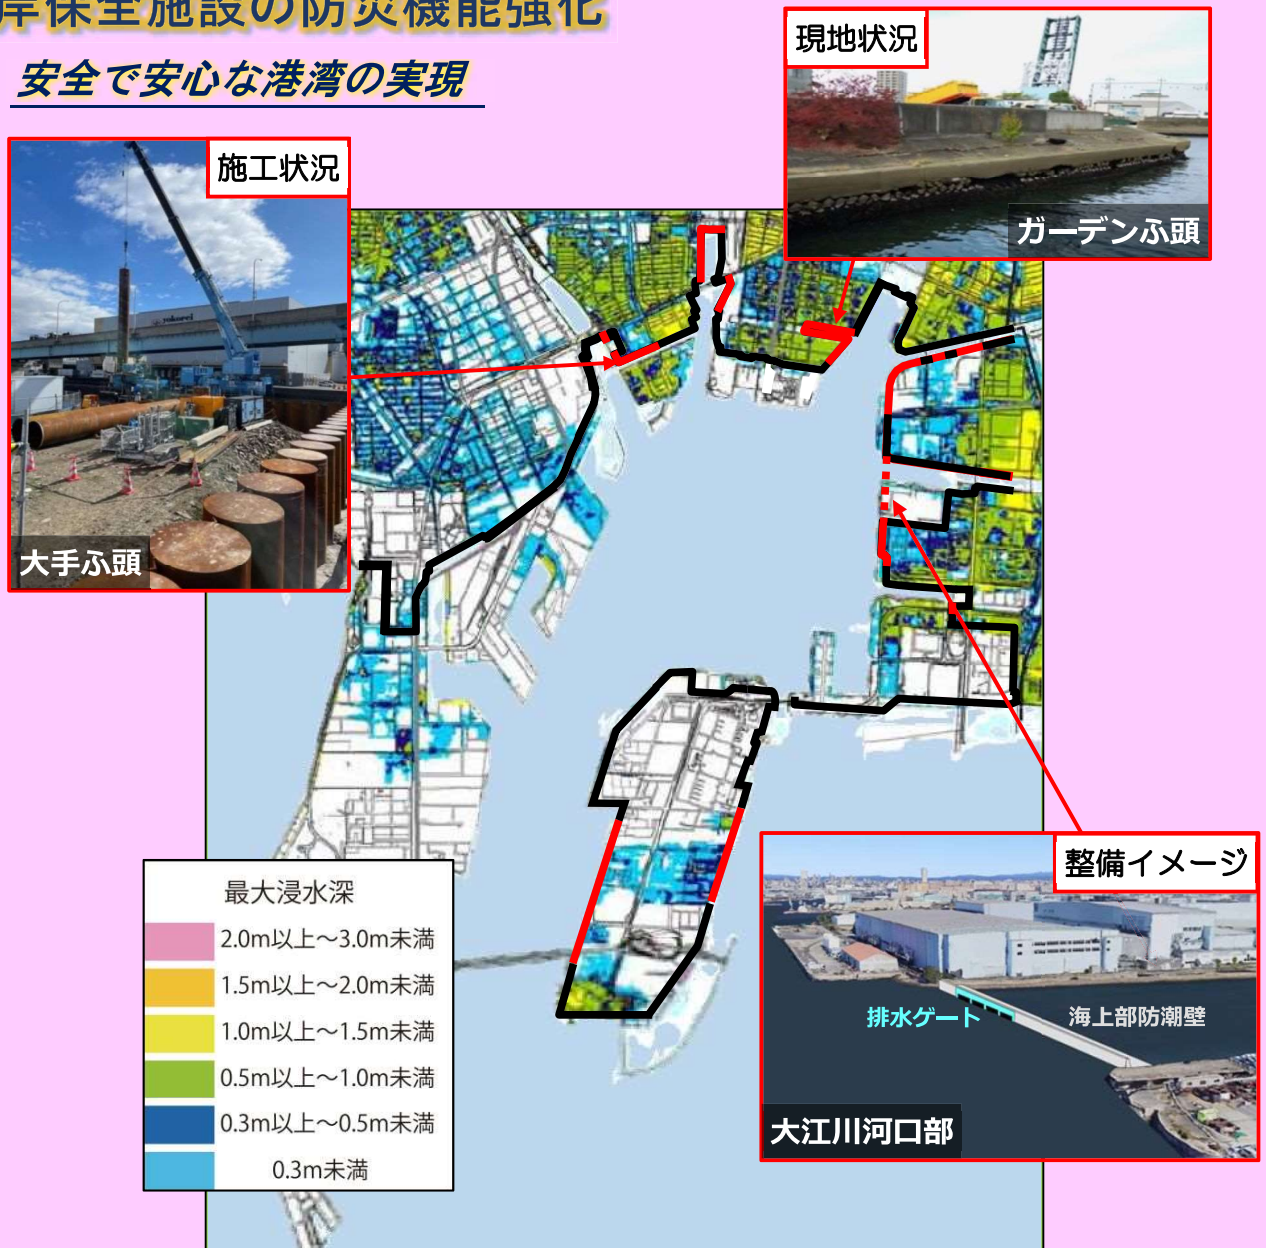 岸保全施設の防災機能強化
安全で安心な港湾の実現
現地状況
ガーデンふ頭
施工状況
yokorei
大手ふ頭
最大浸水深
2.0m以上～3.0m未満
1.5m以上～2.0m未満
1.0m以上～1.5m未満
0.5m以上～1.0m未満
0.3m以上～0.5m未満
0.3m未満
整備イメージ
排水ゲート
海上部防潮壁
大江川河口部